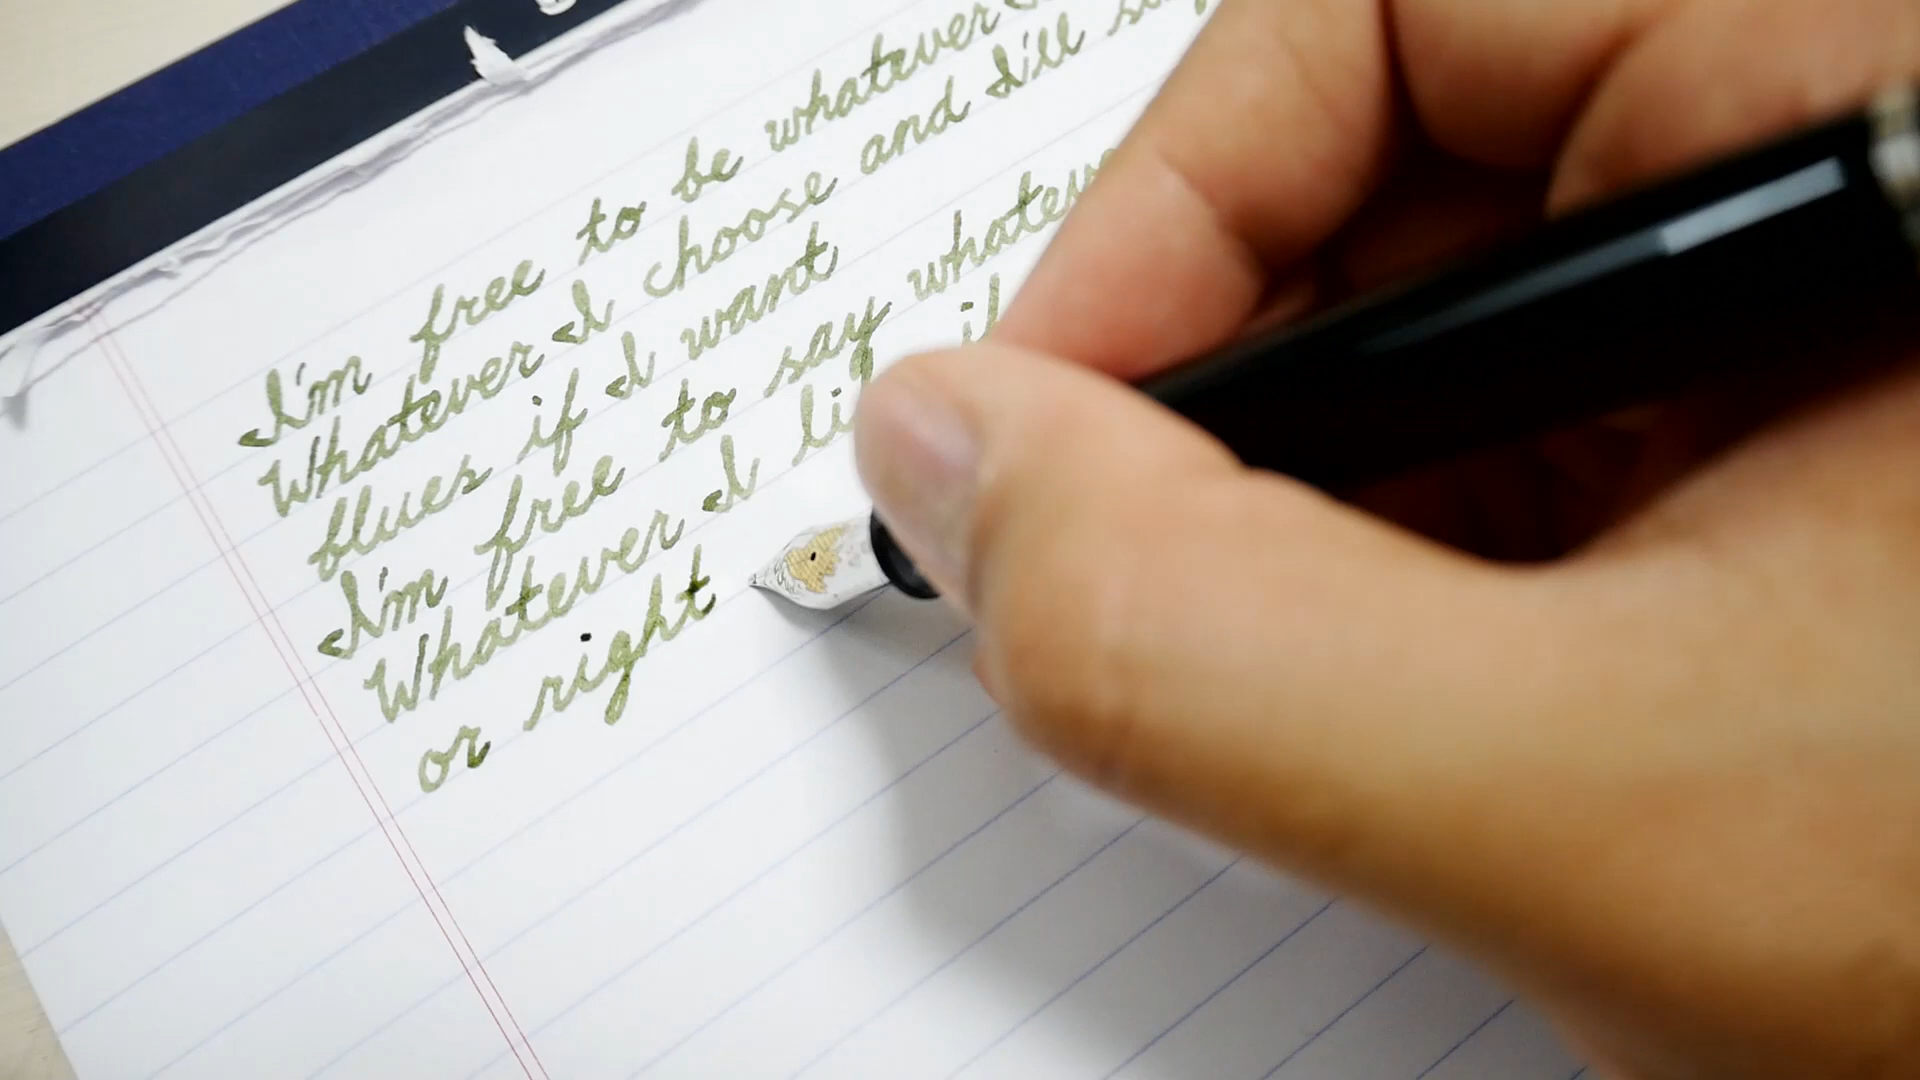 I'm free to be whatever I
Whatever I choose and I'll
blues if I want
I'm free to say
Whatever I
or right